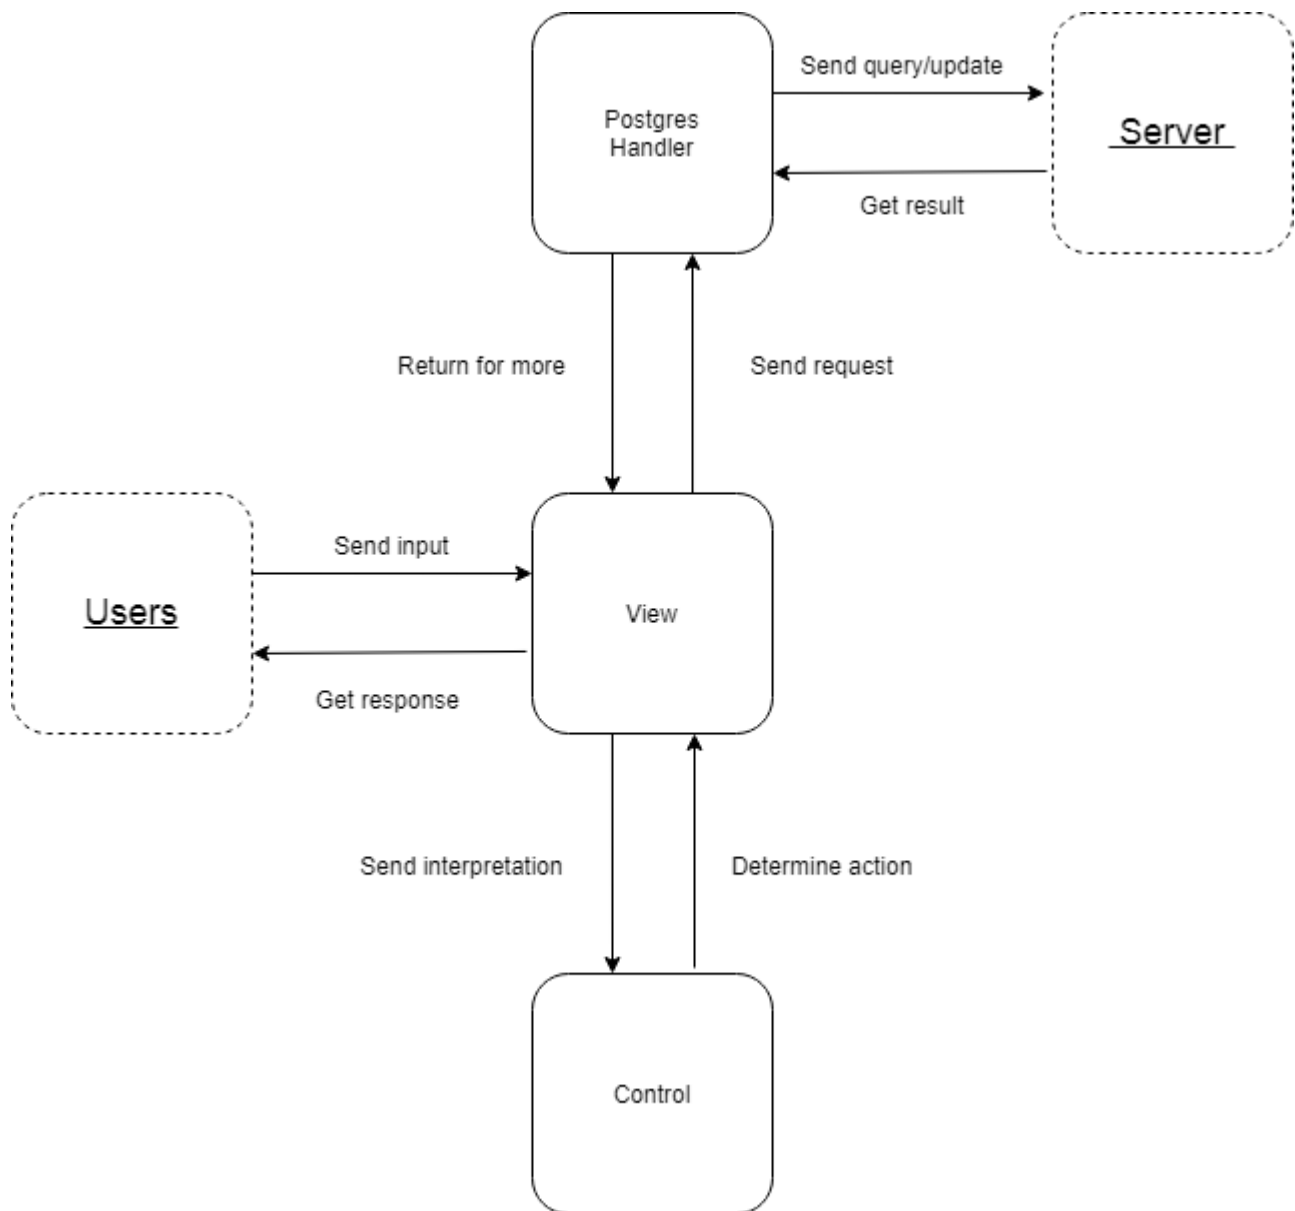 Send query/update
Postgres
Handler
Server
Get result
Return for more
Send request
Send input
Users
View
Get response
Send interpretation
Determine action
Control